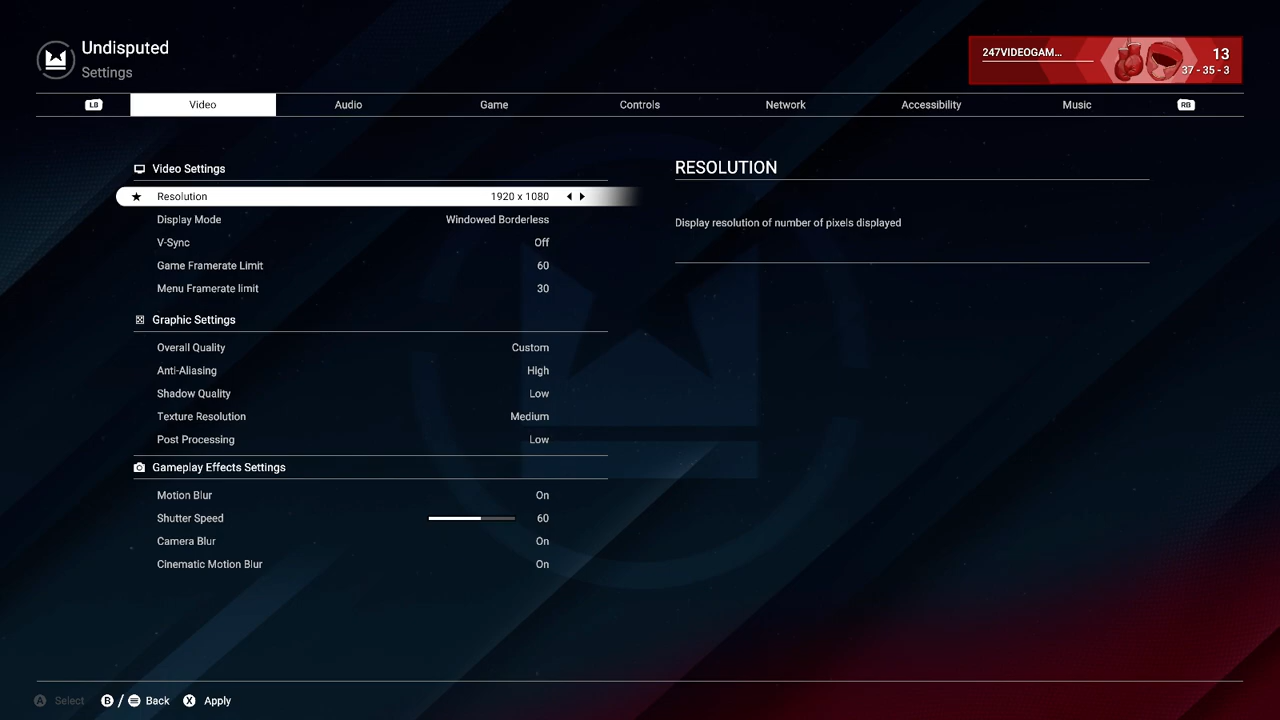 Undisputed
Settings
247VIDEOGAM...
13
37 - 35 - 3
LB Video Audio Game Controls Network Accessibility Music RB
Video Settings
Resolution 1920 x 1080
Display Mode Windowed Borderless
V-Sync Off
Game Framerate Limit 60
Menu Framerate limit 30
Graphic Settings
Overall Quality Custom
Anti-Aliasing High
Shadow Quality Low
Texture Resolution Medium
Post Processing Low
Gameplay Effects Settings
Motion Blur On
Shutter Speed 60
Camera Blur On
Cinematic Motion Blur On
RESOLUTION
Display resolution of number of pixels displayed
A Select B / Back X Apply